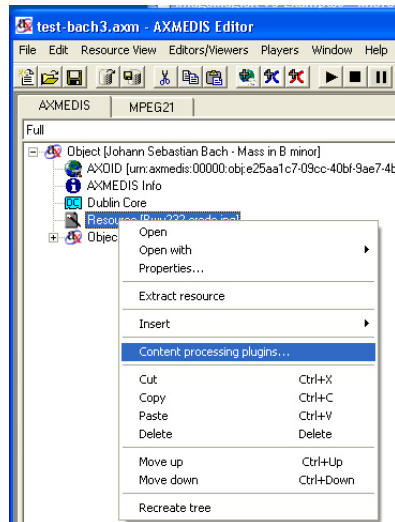 test-bach3.axm - AXMEDIS Editor
File Edit Resource View Editors/Viewers Players Window Help
AXMEDIS MPEG21
Full
Object [Johann Sebastian Bach - Mass in B minor]
AXOID [urn:axmedis:00000:obj:e25aa1c7-09cc-40bf-9ae7-4b
AXMEDIS Info
Dublin Core
Resource
Objec
Open
Open with
Properties...
Extract resource
Insert
Content processing plugins...
Cut Ctrl+X
Copy Ctrl+C
Paste Ctrl+V
Delete Delete
Move up Ctrl+Up
Move down Ctrl+Down
Recreate tree